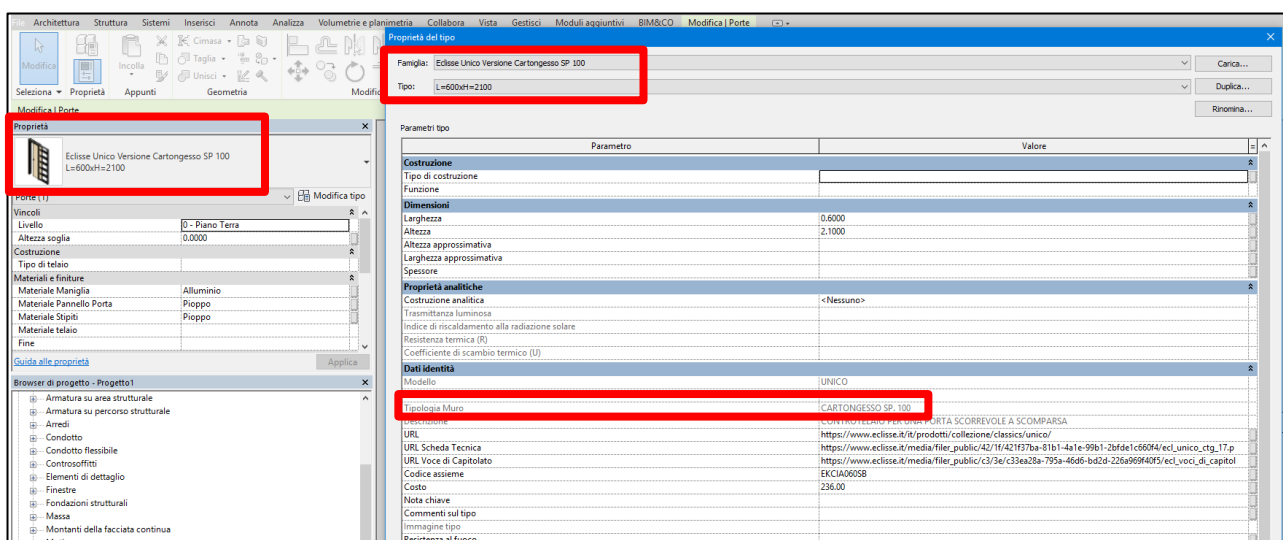 File Architettura Struttura Sistemi Inserisci Annota Analizza Volumetrie e planimetria Collabora Vista Gestisci Moduli aggiuntivi BIM&CO Modifica | Porte
Modifica
Incolla
Cimasa
Taglia
Unisci
Seleziona Proprietà Appunti Geometria Modific
Modifica | Porte
Proprietà
Eclisse Unico Versione Cartongesso SP 100
L=600xH=2100
Porte (1) Modifica tipo
Vincoli
Livello 0 - Piano Terra
Altezza soglia 0.0000
Costruzione
Tipo di telaio
Materiali e finiture
Materiale Maniglia Alluminio
Materiale Pannello Porta Pioppo
Materiale Stipiti Pioppo
Materiale telaio
Fine
Guida alle proprietà Applica
Browser di progetto - Progetto1
Armatura su area strutturale
Armatura su percorso strutturale
Arredi
Condotto
Condotto flessibile
Controsoffitti
Elementi di dettaglio
Finestre
Fondazioni strutturali
Massa
Montanti della facciata continua
Proprietà del tipo
Famiglia: Eclisse Unico Versione Cartongesso SP 100 Carica...
Tipo: L=600xH=2100 Duplica...
Rinomina...
Parametri tipo
Parametro Valore =
Costruzione
Tipo di costruzione
Funzione
Dimensioni
Larghezza 0.6000
Altezza 2.1000
Altezza approssimativa
Larghezza approssimativa
Spessore
Proprietà analitiche
Costruzione analitica <Nessuno>
Trasmittanza luminosa
Indice di riscaldamento alla radiazione solare
Resistenza termica (R)
Coefficiente di scambio termico (U)
Dati identità
Modello UNICO
Tipologia Muro CARTONGESSO SP. 100
Descrizione CONTROTELAIO PER UNA PORTA SCORREVOLE A SCOMPARSA
URL https://www.eclisse.it/it/prodotti/collezione/classics/unico/
URL Scheda Tecnica https://www.eclisse.it/media/filer_public/42/1f/421f37ba-81b1-4a1e-99b1-2bfde1c660f4/ecl_unico_ctg_17.p
URL Voce di Capitolato https://www.eclisse.it/media/filer_public/c3/3e/c33ea28a-795a-46d6-bd2d-226a969f40f5/ecl_voci_di_capitol
Codice assieme EKCIA060SB
Costo 236.00
Nota chiave
Commenti sul tipo
Immagine tipo
Resistenza al fuoco